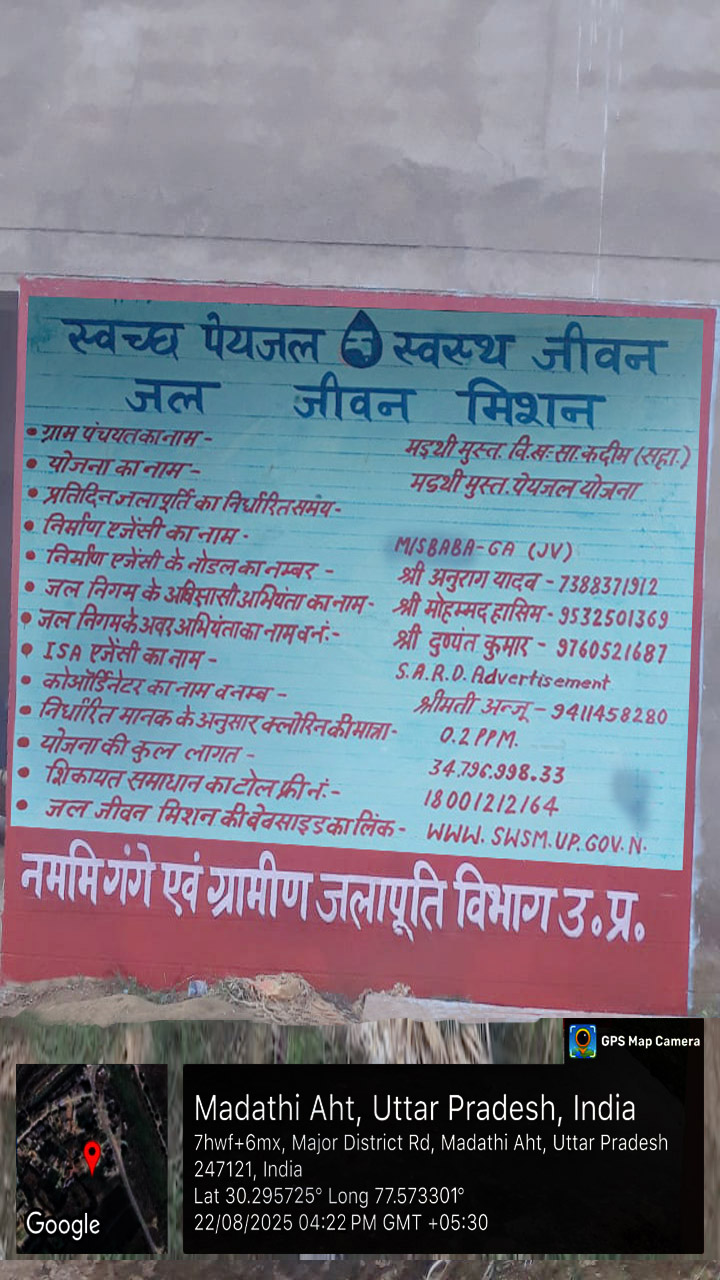 स्वच्छ पेयजल स्वस्थ जीवन
जल जीवन मिशन
• ग्राम पंचयत का नाम - मड्थी मुस्त. वि.ख.-सा.कदीम (सहा.)
• योजना का नाम - मडथी मुस्त. पेयजल योजना
• प्रतिदिन जलापूर्ति का निर्धारित समय-
• निर्माण एजेंसी का नाम - M/SBABA-GA (JV)
• निर्माण एजेंसी के नोडल का नम्बर - श्री अनुराग यादव - 7388371912
• जल निगम के अभियंता का नाम - श्री मोहम्मद हासिम - 9532501369
• जल निगम के अवर अभियंता का नाम व नं:- श्री दुष्यंत कुमार - 9760521687
• ISA एजेंसी का नाम - S.A.R.D. Advertisement
• कोऑर्डिनेटर का नाम व नम्ब - श्रीमती अन्जू - 9411458280
• निर्धारित मानक के अनुसार क्लोरिन की मात्रा- 0.2 PPM.
• योजना की कुल लागत - 34.796.998.33
• शिकायत समाधान का टोल फ्री नं.- 18001212164
• जल जीवन मिशन की वेबसाइड का लिंक - WWW. SWSM.UP.GOV.N.
नममि गंगे एवं ग्रामीण जलापूति विभाग उ.प्र.
GPS Map Camera
Madathi Aht, Uttar Pradesh, India
7hwf+6mx, Major District Rd, Madathi Aht, Uttar Pradesh
247121, India
Lat 30.295725° Long 77.573301°
22/08/2025 04:22 PM GMT +05:30
Google